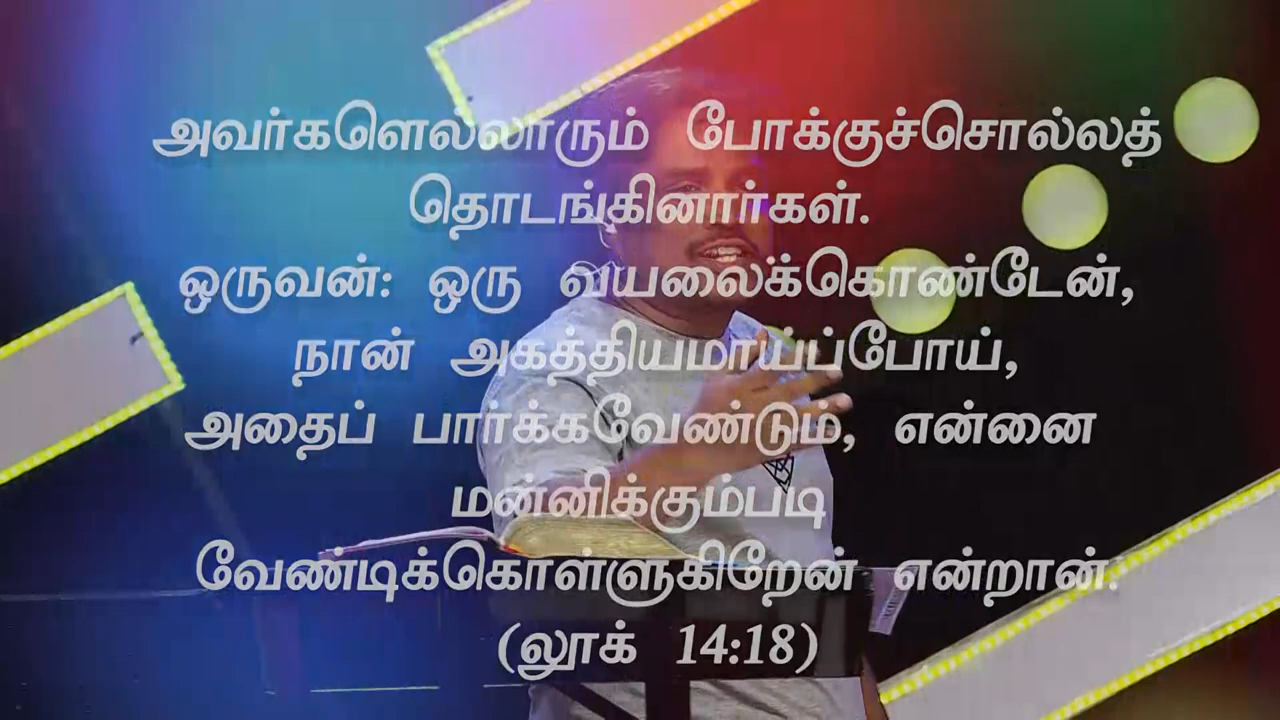 அவர்களெல்லாரும் போக்குச்சொல்லத்
தொடங்கினார்கள்.
ஒருவன்: ஒரு வயலைக்கொண்டேன்,
நான் அகத்தியமாய்ப்போய்,
அதைப் பார்க்கவேண்டும், என்னை
மன்னிக்கும்படி
வேண்டிக்கொள்ளுகிறேன் என்றான்.
(லூக் 14:18)